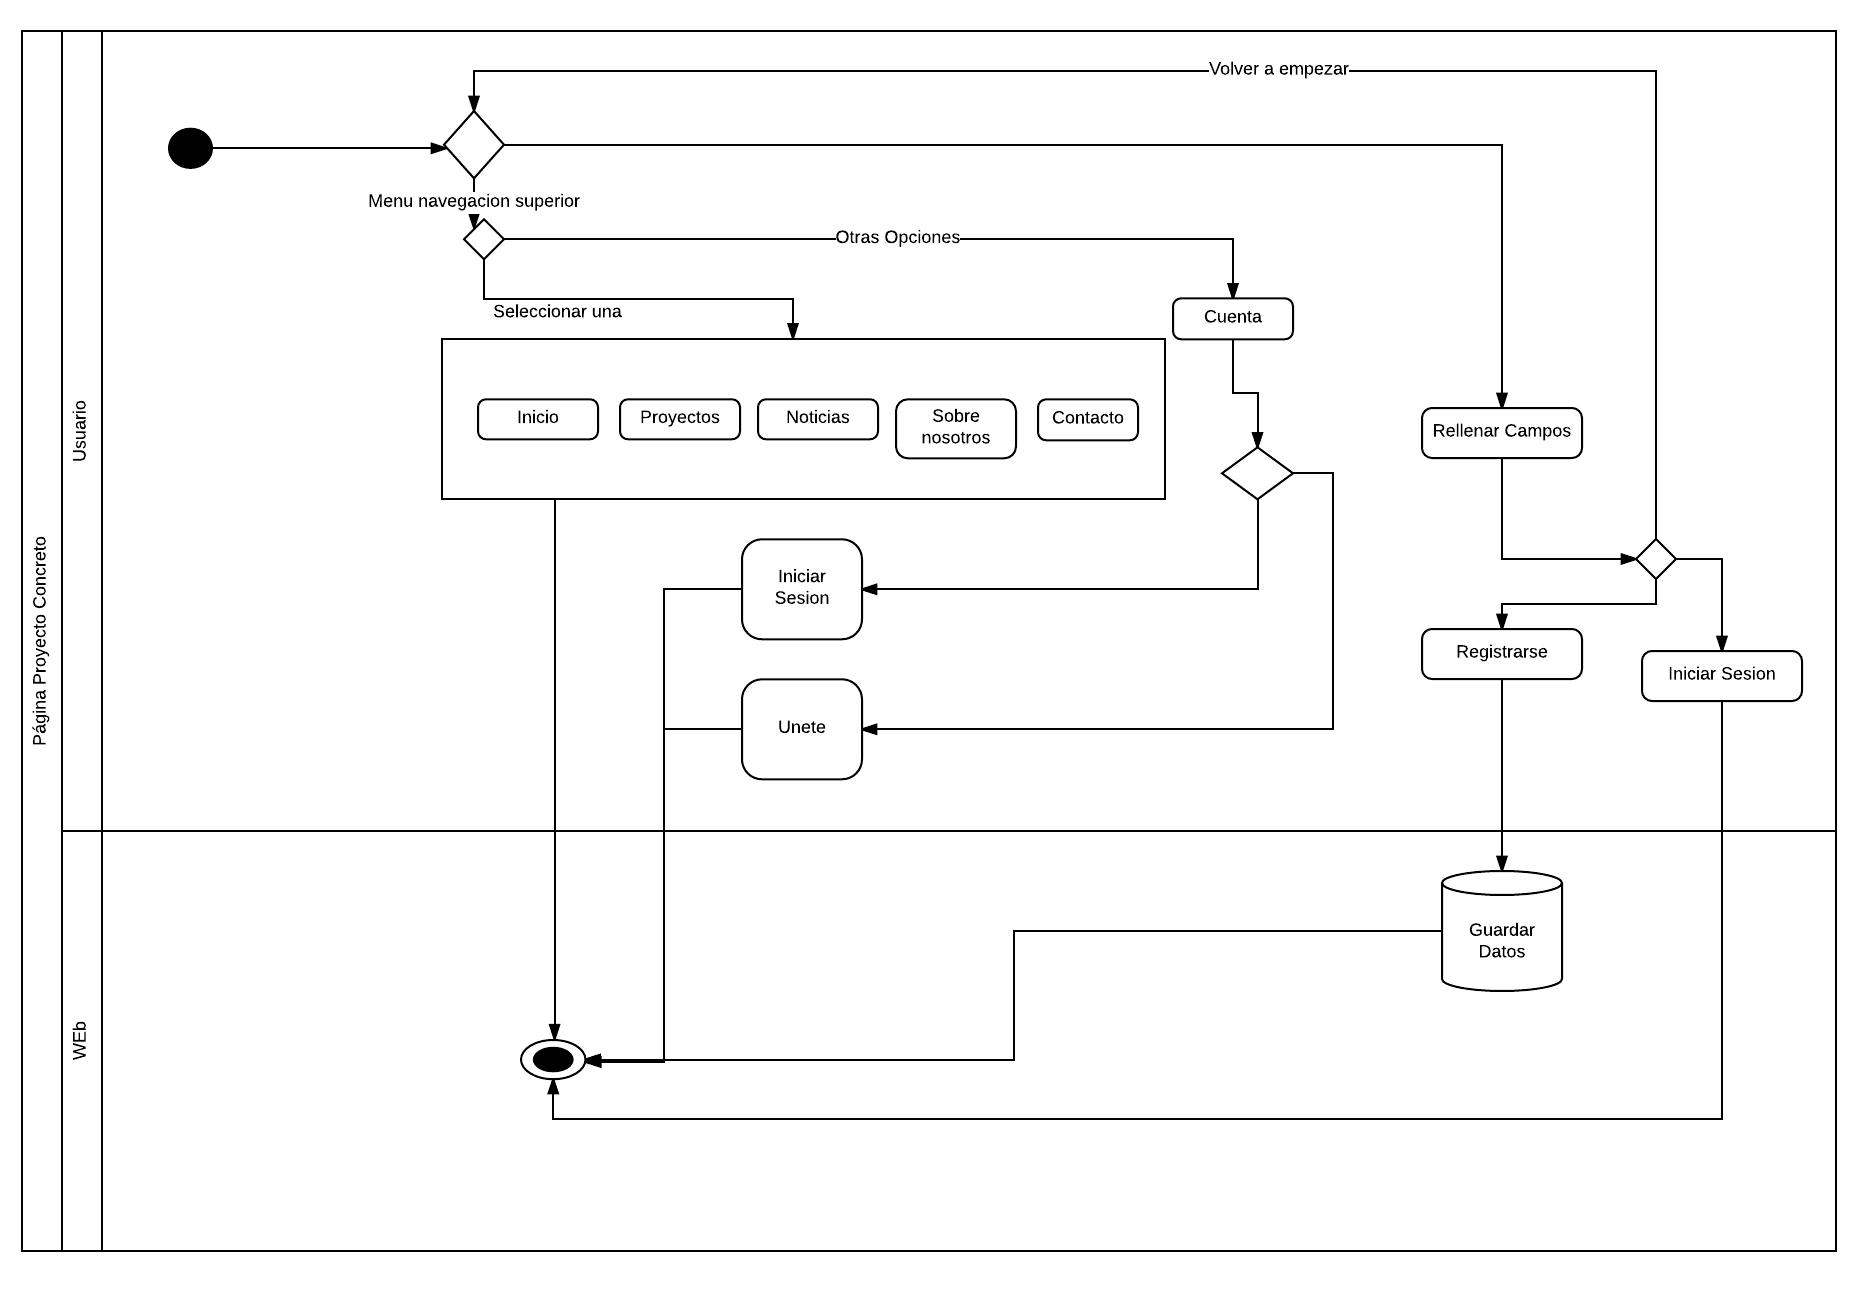 Volver a empezar
Menu navegacion superior
Otras Opciones
Seleccionar una
Cuenta
Inicio
Proyectos
Noticias
Sobre
nosotros
Contacto
Rellenar Campos
Usuario
Iniciar
Sesion
Página Proyecto Concreto
Registrarse
Iniciar Sesion
Unete
Guardar
Datos
WEb